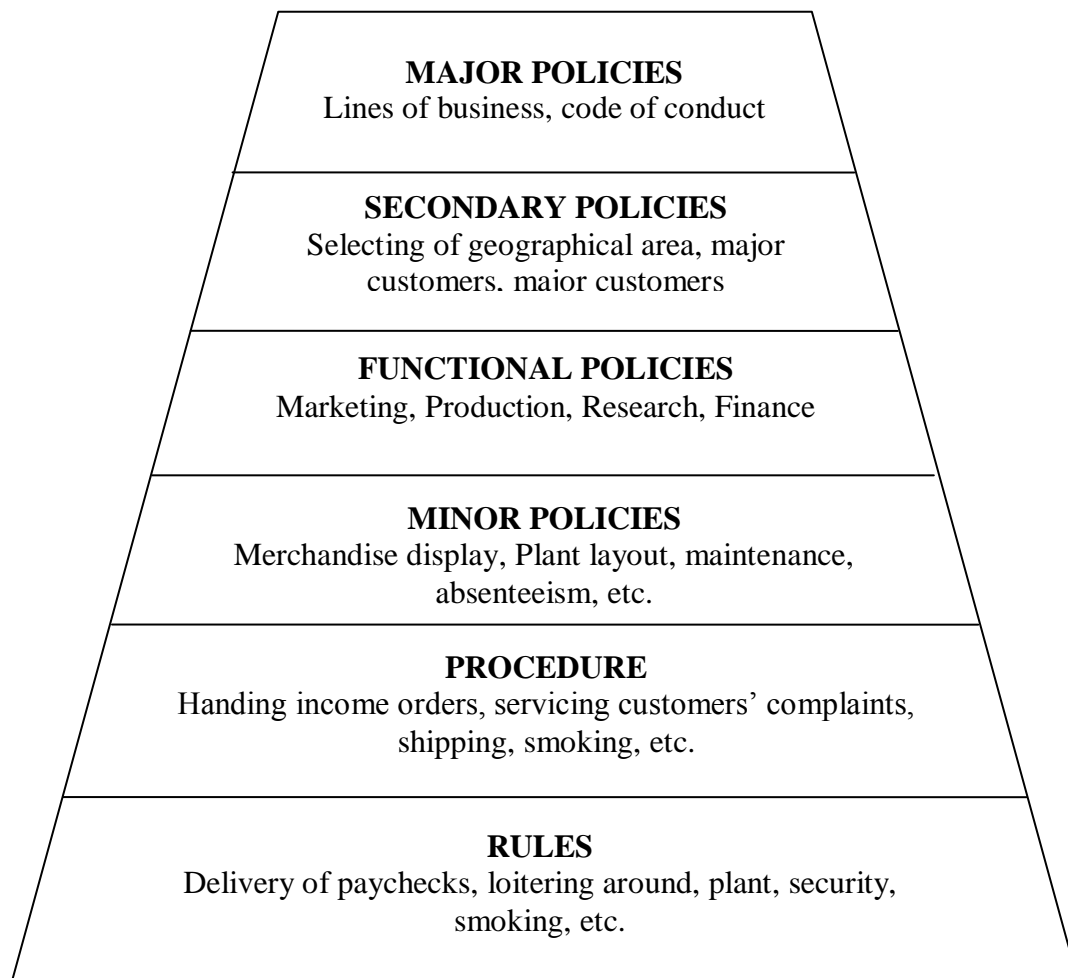 MAJOR POLICIES
Lines of business, code of conduct
SECONDARY POLICIES
Selecting of geographical area, major
customers, major customers
FUNCTIONAL POLICIES
Marketing, Production, Research, Finance
MINOR POLICIES
Merchandise display, Plant layout, maintenance,
absenteeism, etc.
PROCEDURE
Handing income orders, servicing customers’ complaints,
shipping, smoking, etc.
RULES
Delivery of paychecks, loitering around, plant, security,
smoking, etc.